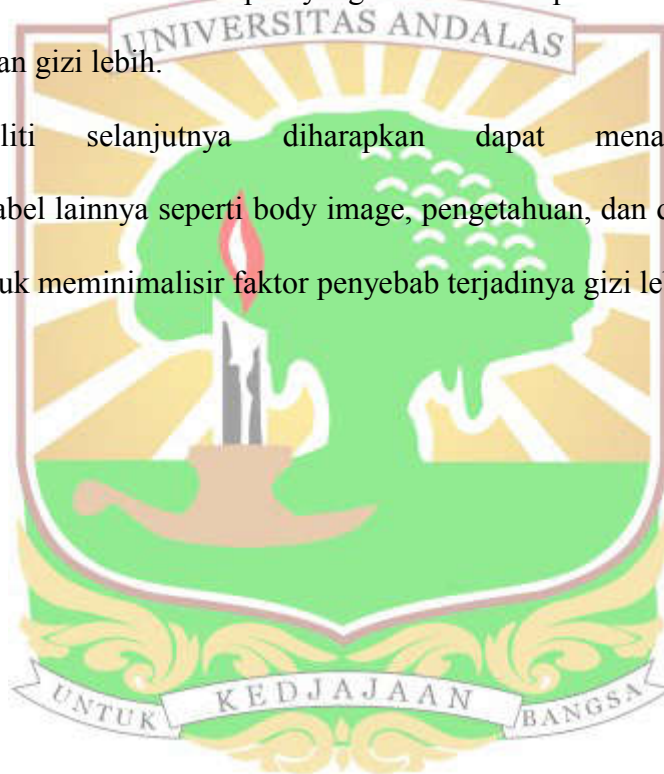 UNIVERSITAS ANDALAS
an gizi lebih.
liti selanjutnya diharapkan dapat mena
abel lainnya seperti body image, pengetahuan, dan d
uk meminimalisir faktor penyebab terjadinya gizi le
UNTUK KEDJAJAAN BANGSA